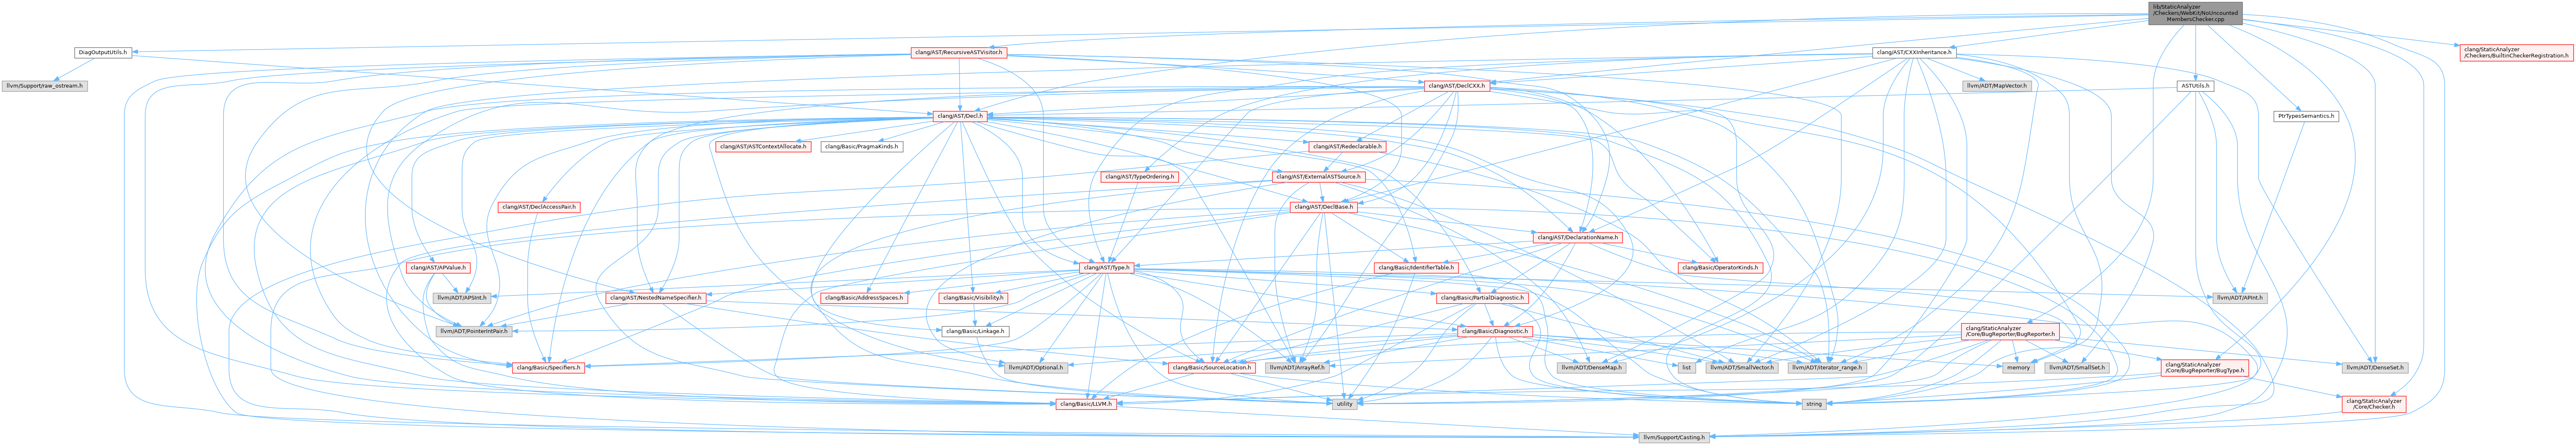 lib/StaticAnalyzer
/Checkers/WebKit/NoUncounted
MembersChecker.cpp
DiagOutputUtils.h
clang/AST/RecursiveASTVisitor.h
clang/AST/CXXInheritance.h
clang/StaticAnalyzer
/Checkers/BuiltinCheckerRegistration.h
llvm/Support/raw_ostream.h
clang/AST/DeclCXX.h
llvm/ADT/MapVector.h
ASTUtils.h
clang/AST/Decl.h
PtrTypesSemantics.h
clang/AST/ASTContextAllocate.h
clang/Basic/PragmaKinds.h
clang/AST/Redeclarable.h
clang/AST/TypeOrdering.h
clang/AST/ExternalASTSource.h
clang/AST/DeclAccessPair.h
clang/AST/DeclBase.h
clang/AST/DeclarationName.h
clang/AST/APValue.h
clang/AST/Type.h
clang/Basic/IdentifierTable.h
clang/Basic/OperatorKinds.h
llvm/ADT/APSInt.h
clang/AST/NestedNameSpecifier.h
clang/Basic/AddressSpaces.h
clang/Basic/Visibility.h
clang/Basic/PartialDiagnostic.h
llvm/ADT/APInt.h
llvm/ADT/PointerIntPair.h
clang/Basic/Linkage.h
clang/Basic/Diagnostic.h
clang/StaticAnalyzer
/Core/BugReporter/BugReporter.h
clang/Basic/Specifiers.h
llvm/ADT/Optional.h
clang/Basic/SourceLocation.h
llvm/ADT/ArrayRef.h
llvm/ADT/DenseMap.h
list
llvm/ADT/SmallVector.h
llvm/ADT/iterator_range.h
memory
llvm/ADT/SmallSet.h
clang/StaticAnalyzer
/Core/BugReporter/BugType.h
llvm/ADT/DenseSet.h
clang/Basic/LLVM.h
utility
string
clang/StaticAnalyzer
/Core/Checker.h
llvm/Support/Casting.h